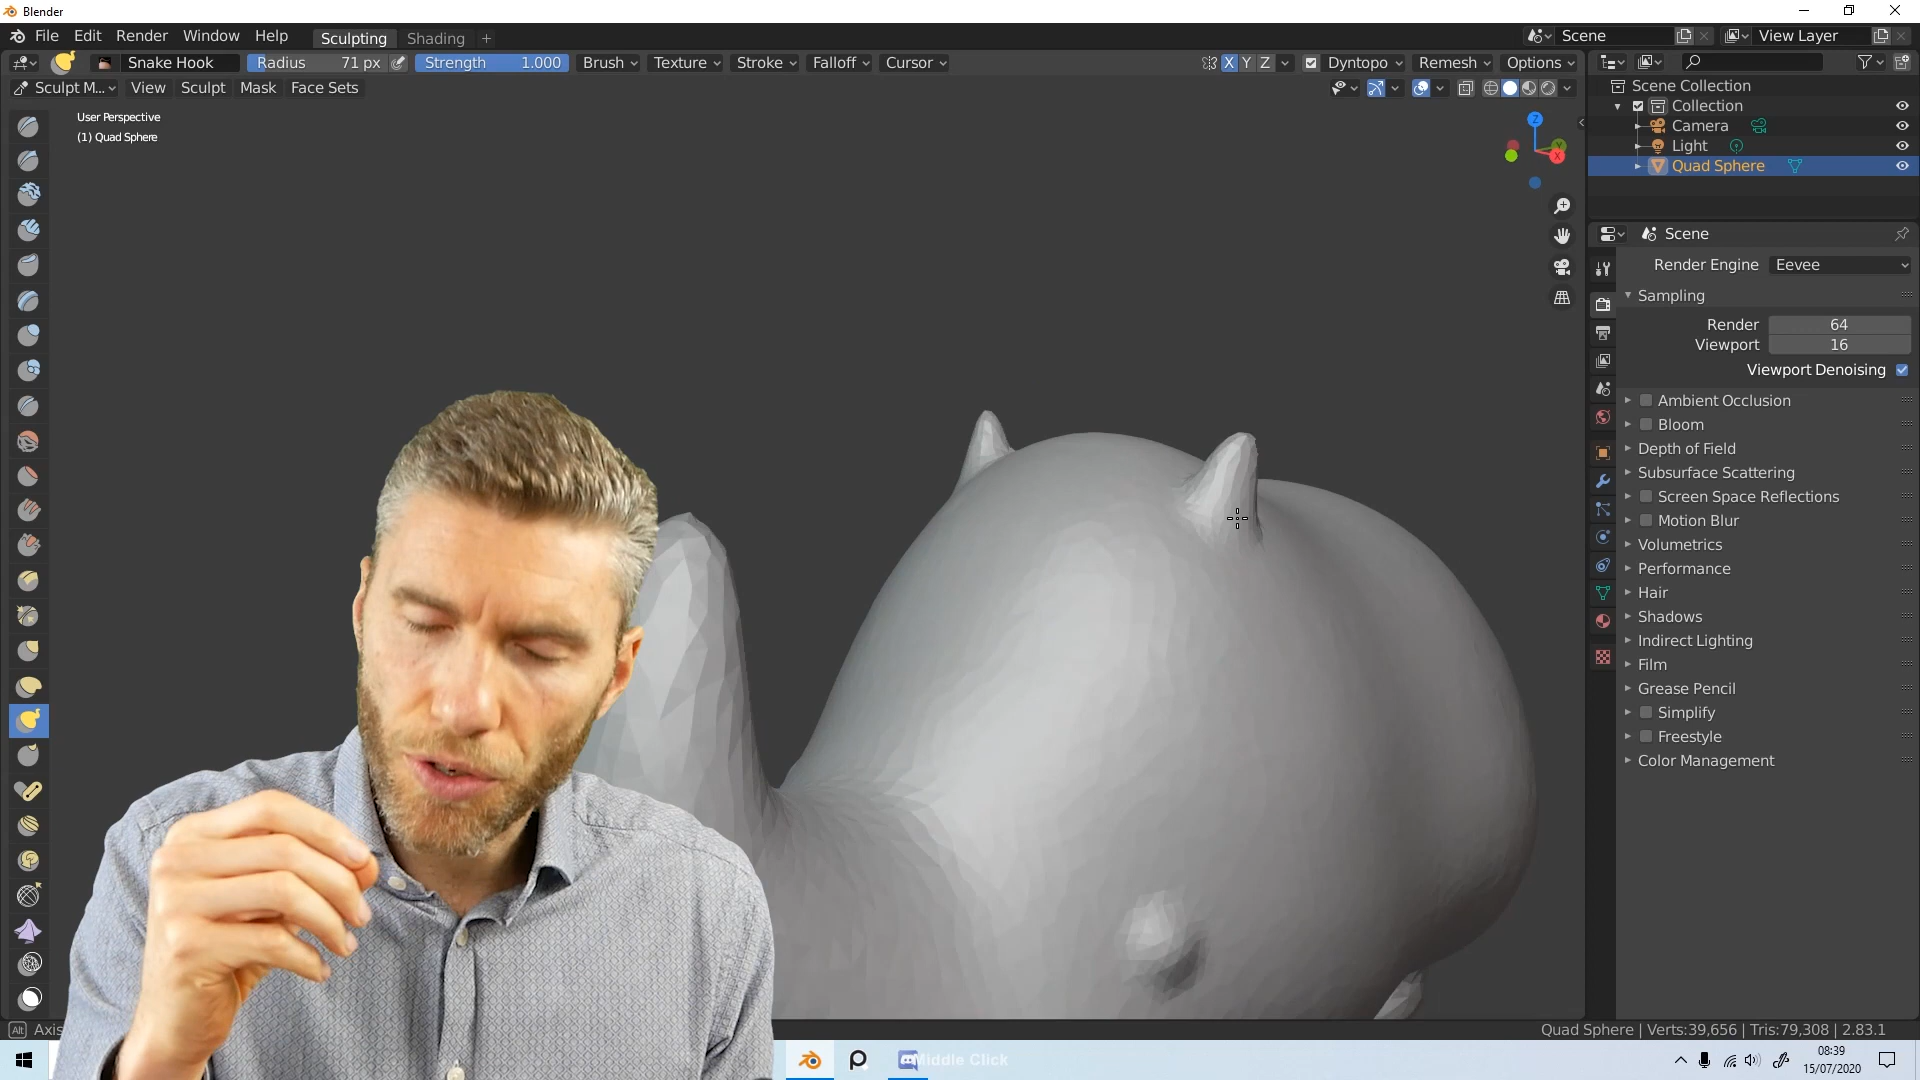 Blender
File Edit Render Window Help Sculpting Shading + Scene View Layer
Snake Hook Radius 71 px Strength 1.000 Brush Texture Stroke Falloff Cursor X Y Z Dyntopo Remesh Options
Sculpt M... View Sculpt Mask Face Sets
User Perspective
(1) Quad Sphere
Z
Y
X
Scene Collection
Collection
Camera
Light
Quad Sphere
Scene
Render Engine Eevee
Sampling
Render 64
Viewport 16
Viewport Denoising
Ambient Occlusion
Bloom
Depth of Field
Subsurface Scattering
Screen Space Reflections
Motion Blur
Volumetrics
Performance
Hair
Shadows
Indirect Lighting
Film
Grease Pencil
Simplify
Freestyle
Color Management
Alt Axis
Quad Sphere | Verts:39,656 | Tris:79,308 | 2.83.1
Middle Click
08:39
15/07/2020